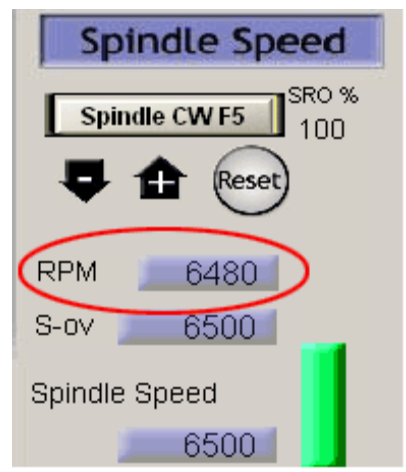 Spindle Speed
Spindle CW F5
SRO %
100
-
+
Reset
RPM 6480
S-ov 6500
Spindle Speed
6500